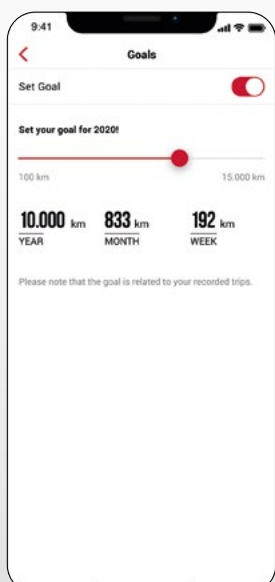 9:41
Goals
Set Goal
Set your goal for 2020!
100 km 15.000 km
10.000 km 833 km 192 km
YEAR MONTH WEEK
Please note that the goal is related to your recorded trips.